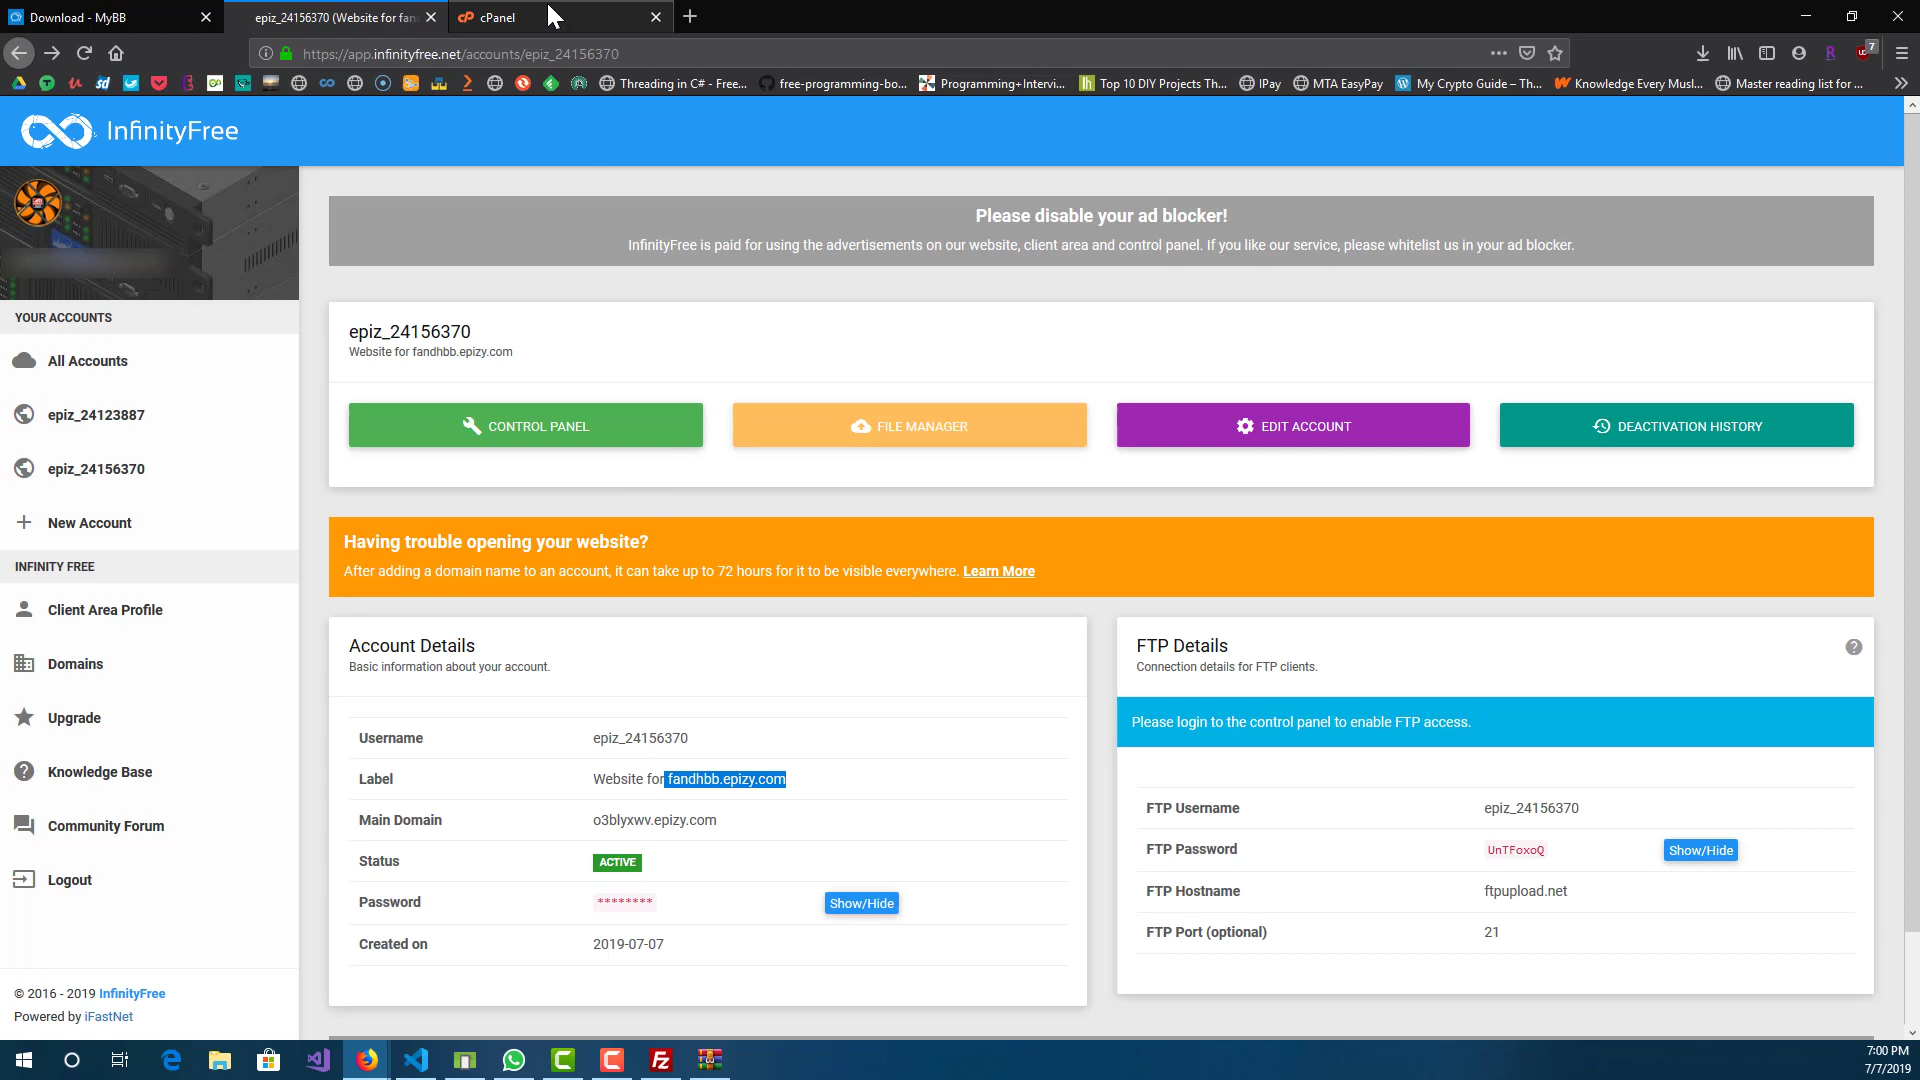 Download - MyBB
epiz_24156370 (Website for fan
cPanel
https://app.infinityfree.net/accounts/epiz_24156370
7
Threading in C# - Free...
free-programming-bo...
Programming+Intervi...
Top 10 DIY Projects Th...
IPay
MTA EasyPay
My Crypto Guide – Th...
Knowledge Every Musl...
Master reading list for ...
InfinityFree
Please disable your ad blocker!
InfinityFree is paid for using the advertisements on our website, client area and control panel. If you like our service, please whitelist us in your ad blocker.
YOUR ACCOUNTS
All Accounts
epiz_24123887
epiz_24156370
New Account
INFINITY FREE
Client Area Profile
Domains
Upgrade
Knowledge Base
Community Forum
Logout
© 2016 - 2019 InfinityFree
Powered by iFastNet
epiz_24156370
Website for fandhbb.epizy.com
CONTROL PANEL
FILE MANAGER
EDIT ACCOUNT
DEACTIVATION HISTORY
Having trouble opening your website?
After adding a domain name to an account, it can take up to 72 hours for it to be visible everywhere. Learn More
Account Details
Basic information about your account.
Username epiz_24156370
Label Website for fandhbb.epizy.com
Main Domain o3blyxwv.epizy.com
Status ACTIVE
Password ******** Show/Hide
Created on 2019-07-07
FTP Details
Connection details for FTP clients.
Please login to the control panel to enable FTP access.
FTP Username epiz_24156370
FTP Password UnTFoxoQ Show/Hide
FTP Hostname ftpupload.net
FTP Port (optional) 21
7:00 PM
7/7/2019